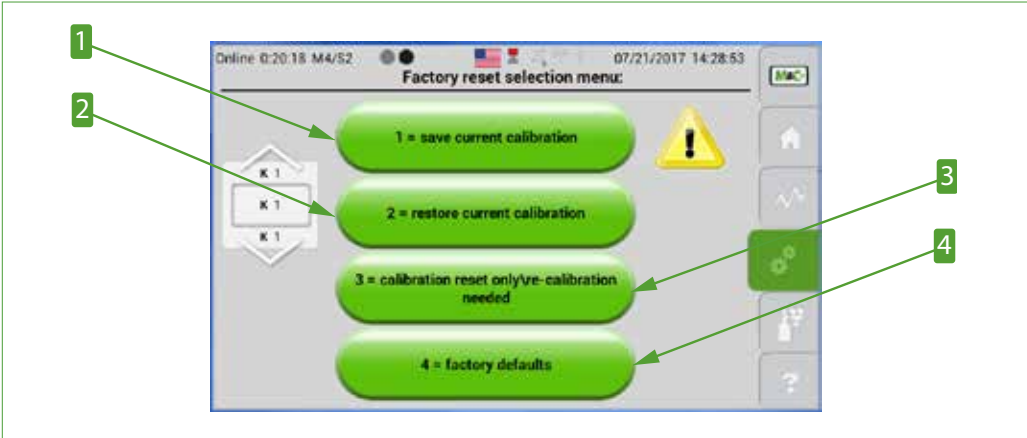 1
Online 0:20:18 M4/S2
07/21/2017 14:28:53
Factory reset selection menu:
2
1 = save current calibration
K 1
K 1
K 1
2 = restore current calibration
3
3 = calibration reset only\re-calibration
needed
4
4 = factory defaults
?